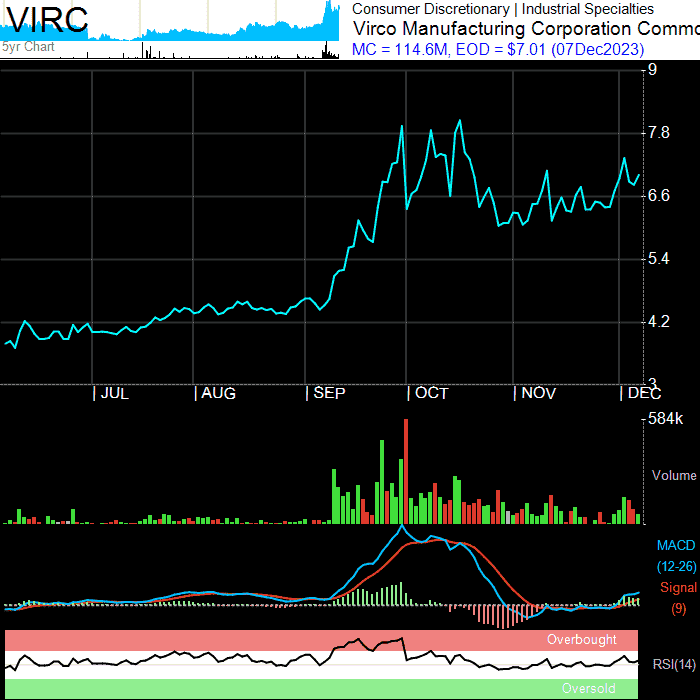 VIRC
5yr Chart
Consumer Discretionary | Industrial Specialties
Virco Manufacturing Corporation Commo
MC = 114.6M, EOD = $7.01 (07Dec2023)
9
7.8
6.6
5.4
4.2
3
| JUL | AUG | SEP | OCT | NOV | DEC
584k
Volume
MACD
(12-26)
Signal
(9)
Overbought
RSI(14)
Oversold